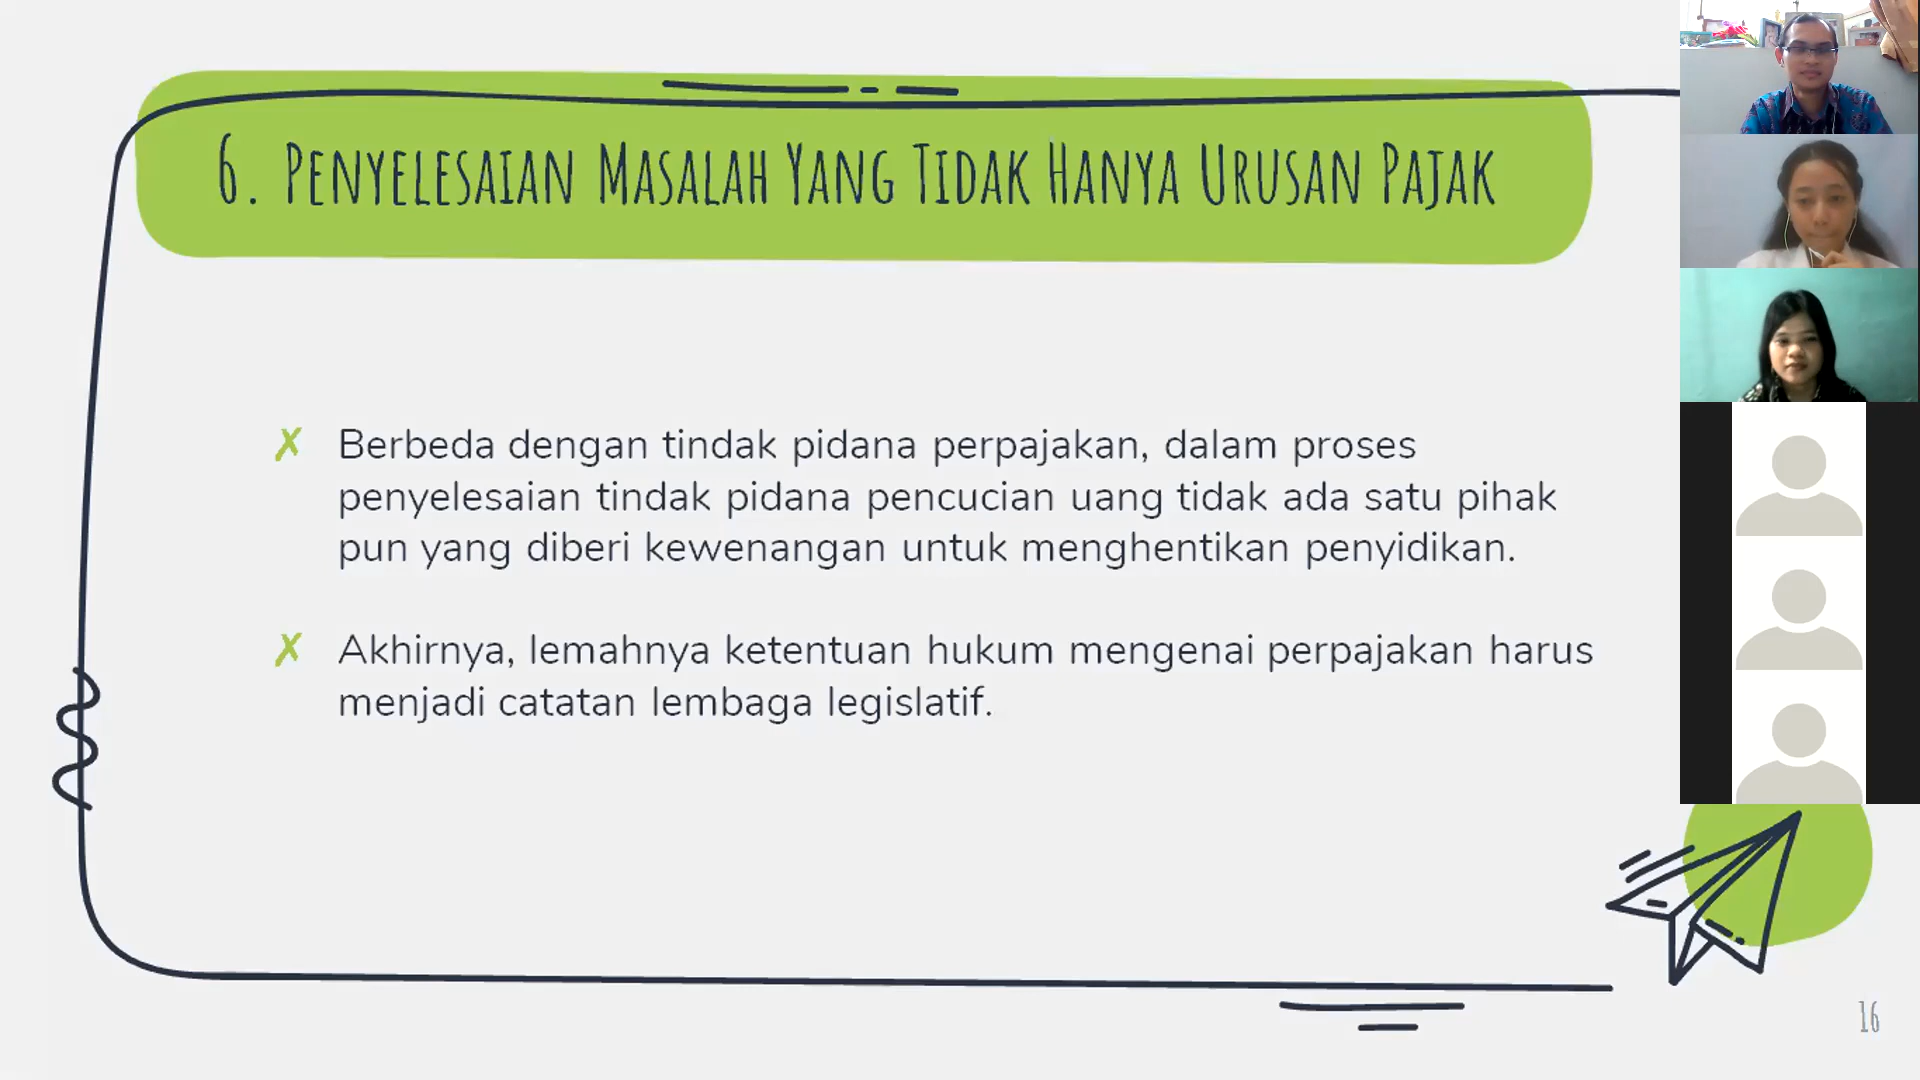 6. Penyelesaian Masalah Yang Tidak Hanya Urusan Pajak
✗ Berbeda dengan tindak pidana perpajakan, dalam proses
penyelesaian tindak pidana pencucian uang tidak ada satu pihak
pun yang diberi kewenangan untuk menghentikan penyidikan.
✗ Akhirnya, lemahnya ketentuan hukum mengenai perpajakan harus
menjadi catatan lembaga legislatif.
16